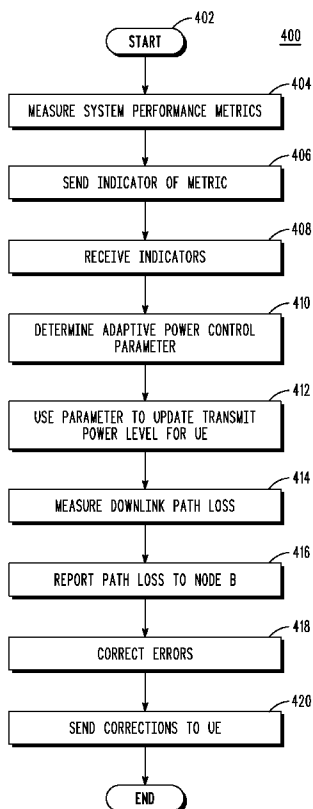 402
START
400
404
MEASURE SYSTEM PERFORMANCE METRICS
406
SEND INDICATOR OF METRIC
408
RECEIVE INDICATORS
410
DETERMINE ADAPTIVE POWER CONTROL
PARAMETER
412
USE PARAMETER TO UPDATE TRANSMIT
POWER LEVEL FOR UE
414
MEASURE DOWNLINK PATH LOSS
416
REPORT PATH LOSS TO NODE B
418
CORRECT ERRORS
420
SEND CORRECTIONS TO UE
END